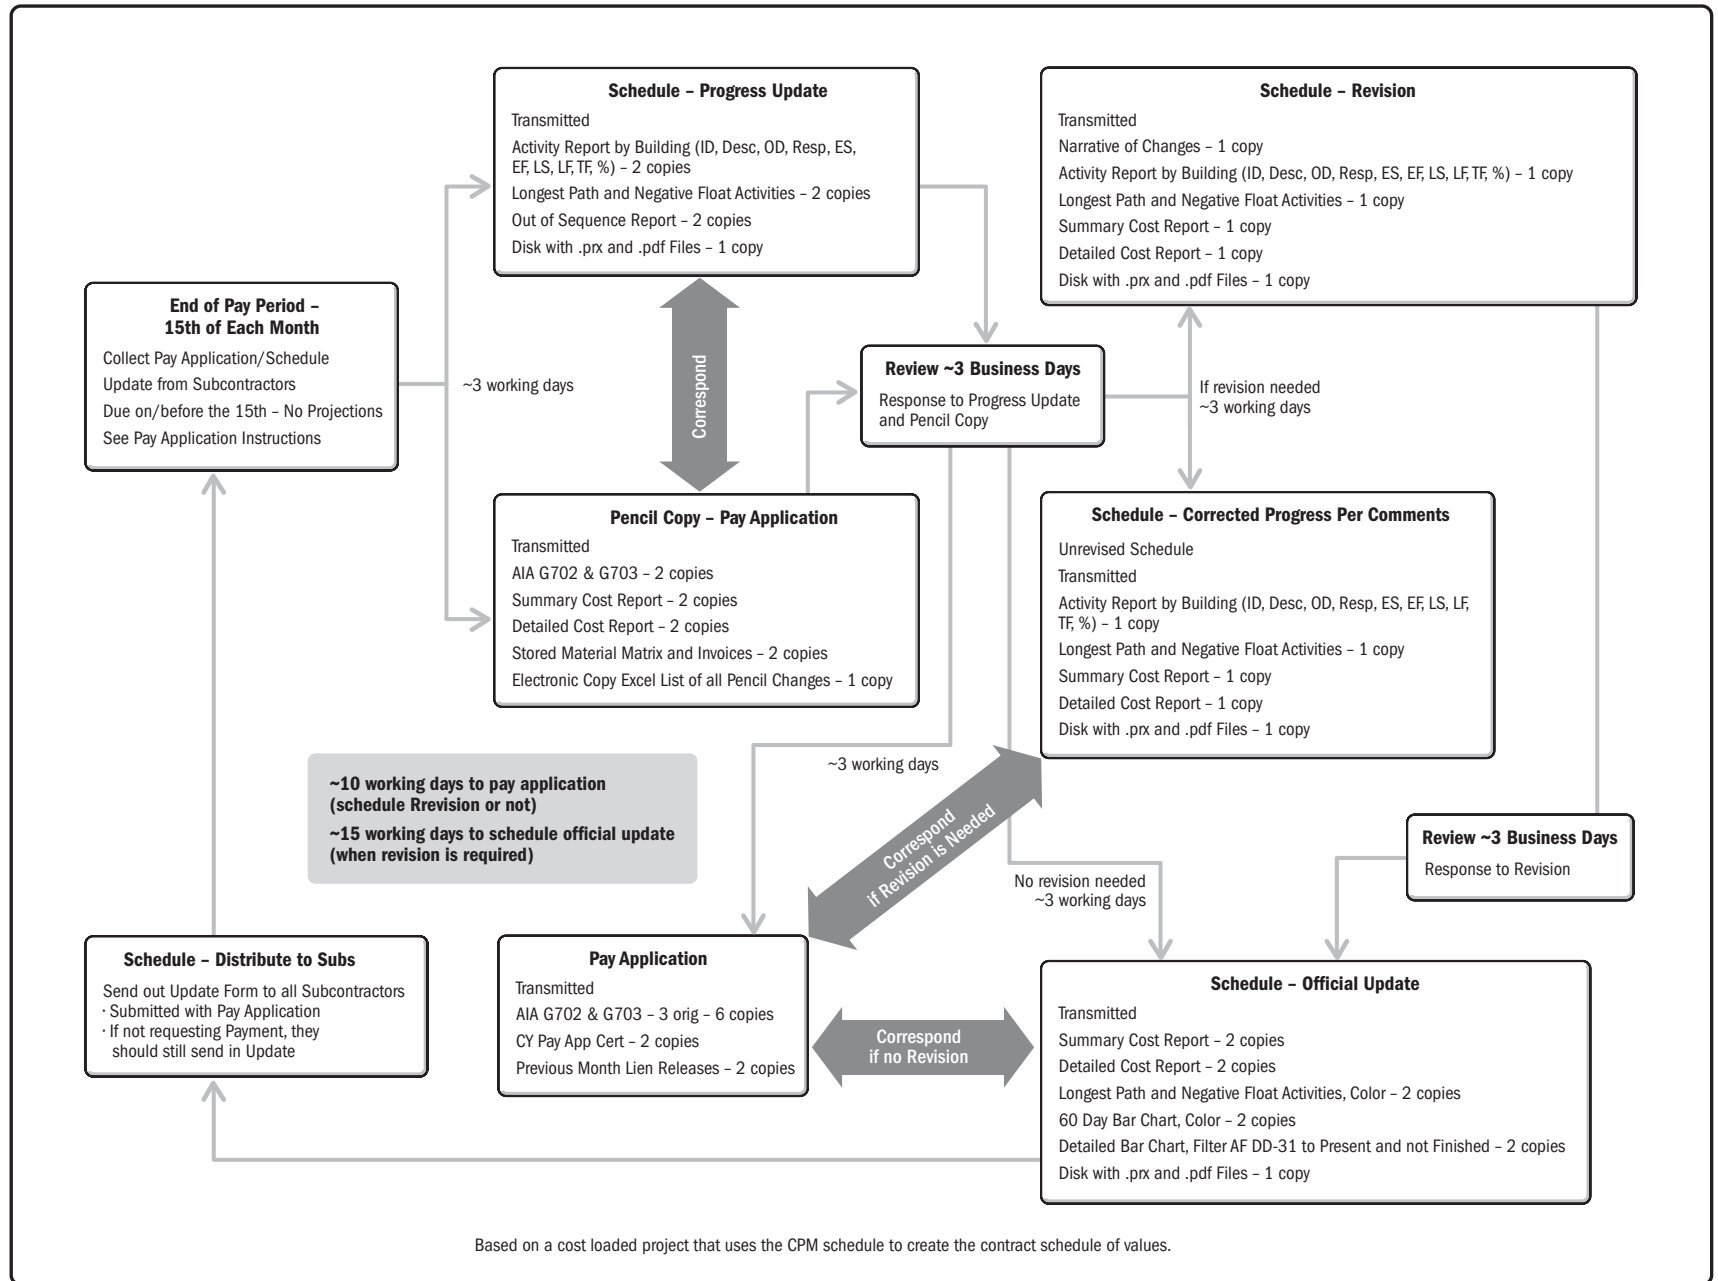 Schedule – Progress Update
Transmitted
Activity Report by Building (ID, Desc, OD, Resp, ES,
EF, LS, LF, TF, %) – 2 copies
Longest Path and Negative Float Activities – 2 copies
Out of Sequence Report – 2 copies
Disk with .prx and .pdf Files – 1 copy
Schedule – Revision
Transmitted
Narrative of Changes – 1 copy
Activity Report by Building (ID, Desc, OD, Resp, ES, EF, LS, LF, TF, %) – 1 copy
Longest Path and Negative Float Activities – 1 copy
Summary Cost Report – 1 copy
Detailed Cost Report – 1 copy
Disk with .prx and .pdf Files – 1 copy
End of Pay Period –
15th of Each Month
Collect Pay Application/Schedule
Update from Subcontractors
Due on/before the 15th – No Projections
See Pay Application Instructions
~3 working days
Correspond
Review ~3 Business Days
Response to Progress Update
and Pencil Copy
If revision needed
~3 working days
Pencil Copy – Pay Application
Transmitted
AIA G702 & G703 – 2 copies
Summary Cost Report – 2 copies
Detailed Cost Report – 2 copies
Stored Material Matrix and Invoices – 2 copies
Electronic Copy Excel List of all Pencil Changes – 1 copy
Schedule – Corrected Progress Per Comments
Unrevised Schedule
Transmitted
Activity Report by Building (ID, Desc, OD, Resp, ES, EF, LS, LF,
TF, %) – 1 copy
Longest Path and Negative Float Activities – 1 copy
Summary Cost Report – 1 copy
Detailed Cost Report – 1 copy
Disk with .prx and .pdf Files – 1 copy
~10 working days to pay application
(schedule Rrevision or not)
~15 working days to schedule official update
(when revision is required)
~3 working days
Correspond
if Revision is Needed
No revision needed
~3 working days
Review ~3 Business Days
Response to Revision
Schedule – Distribute to Subs
Send out Update Form to all Subcontractors
· Submitted with Pay Application
· If not requesting Payment, they
should still send in Update
Pay Application
Transmitted
AIA G702 & G703 – 3 orig – 6 copies
CY Pay App Cert – 2 copies
Previous Month Lien Releases – 2 copies
Correspond
if no Revision
Schedule – Official Update
Transmitted
Summary Cost Report – 2 copies
Detailed Cost Report – 2 copies
Longest Path and Negative Float Activities, Color – 2 copies
60 Day Bar Chart, Color – 2 copies
Detailed Bar Chart, Filter AF DD-31 to Present and not Finished – 2 copies
Disk with .prx and .pdf Files – 1 copy
Based on a cost loaded project that uses the CPM schedule to create the contract schedule of values.